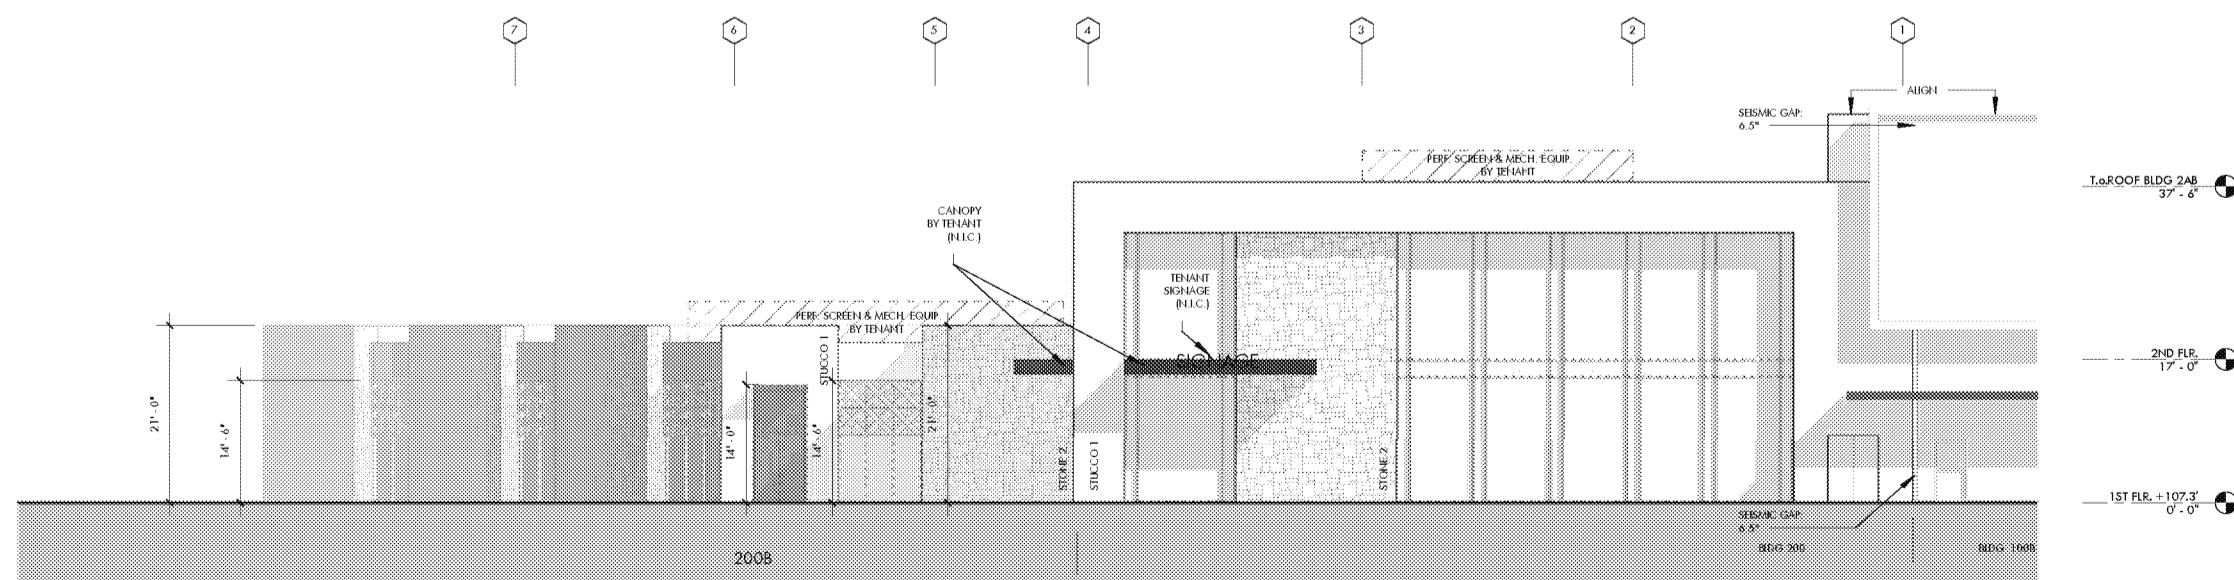 7
6
5
4
3
2
1
ALIGN
SEISMIC GAP:
6.5"
PERF. SCREEN & MECH. EQUIP.
BY TENANT
T.o.ROOF BLDG 2AB
37' - 6"
CANOPY
BY TENANT
(N.I.C.)
TENANT
SIGNAGE
(N.I.C.)
PERF. SCREEN & MECH. EQUIP
BY TENANT
STUCCO 1
SIGNAGE
2ND FLR.
17' - 0"
21' - 0"
14' - 6"
14' - 0"
14' - 6"
21' - 0"
STONE 2
STUCCO 1
STONE 2
1ST FLR. +107.3'
0' - 0"
SEISMIC GAP:
6.5"
200B
BLDG 200
BLDG 100B